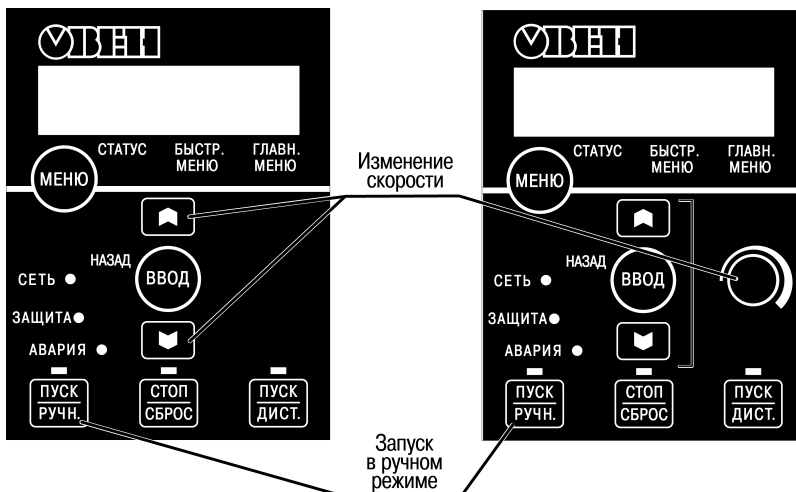 ОВЕН
СТАТУС
БЫСТР.
МЕНЮ
ГЛАВН.
МЕНЮ
МЕНЮ
НАЗАД
ВВОД
СЕТЬ
ЗАЩИТА
АВАРИЯ
ПУСК
РУЧН.
СТОП
СБРОС
ПУСК
ДИСТ.
Изменение
скорости
ОВЕН
СТАТУС
БЫСТР.
МЕНЮ
ГЛАВН.
МЕНЮ
МЕНЮ
НАЗАД
ВВОД
СЕТЬ
ЗАЩИТА
АВАРИЯ
ПУСК
РУЧН.
СТОП
СБРОС
ПУСК
ДИСТ.
Запуск
в ручном
режиме